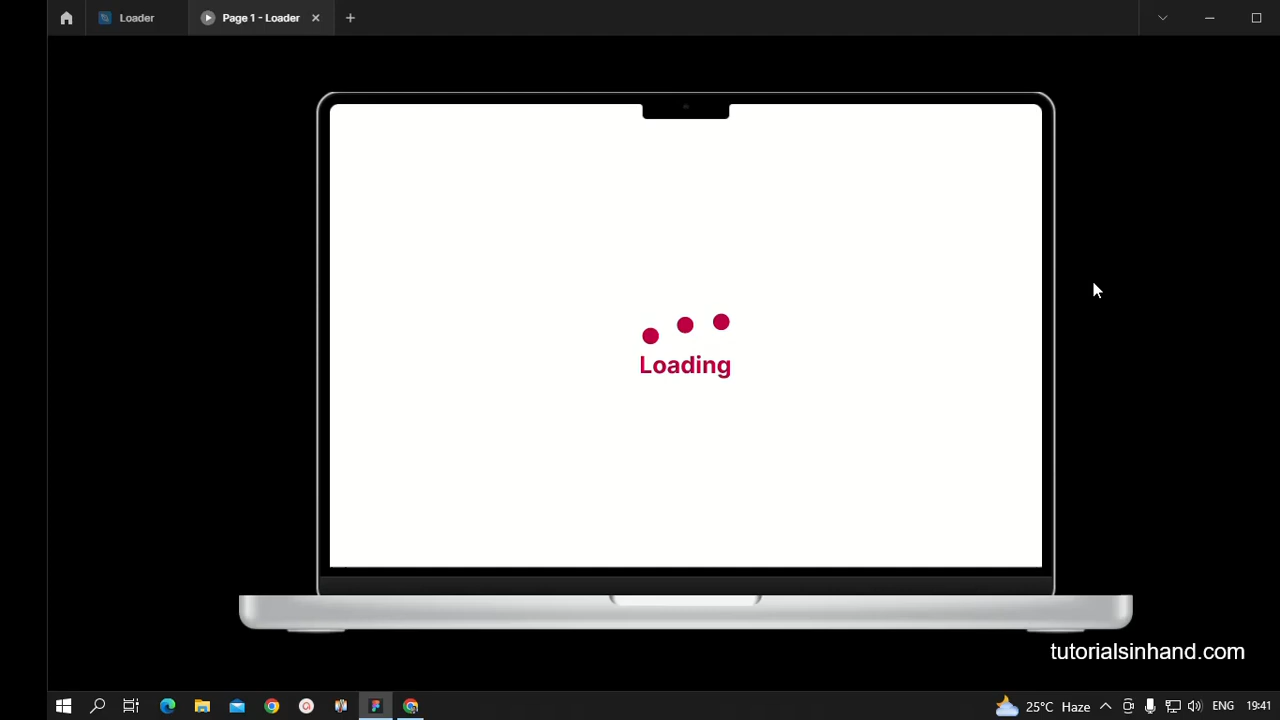 Loader
Page 1 - Loader
Loading
tutorialsinhand.com
25°C Haze
ENG
19:41